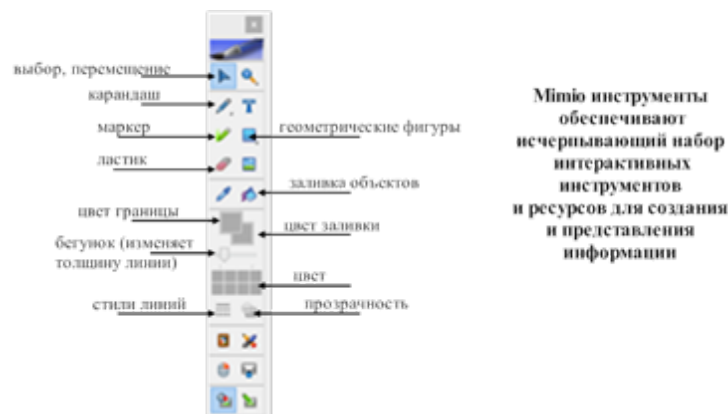 выбор, перемещение
карандаш
маркер
геометрические фигуры
ластик
заливка объектов
цвет границы
цвет заливки
бегунок (изменяет
толщину линии)
цвет
стили линий
прозрачность
Mimio инструменты
обеспечивают
исчерпывающий набор
интерактивных
инструментов
и ресурсов для создания
и представления
информации